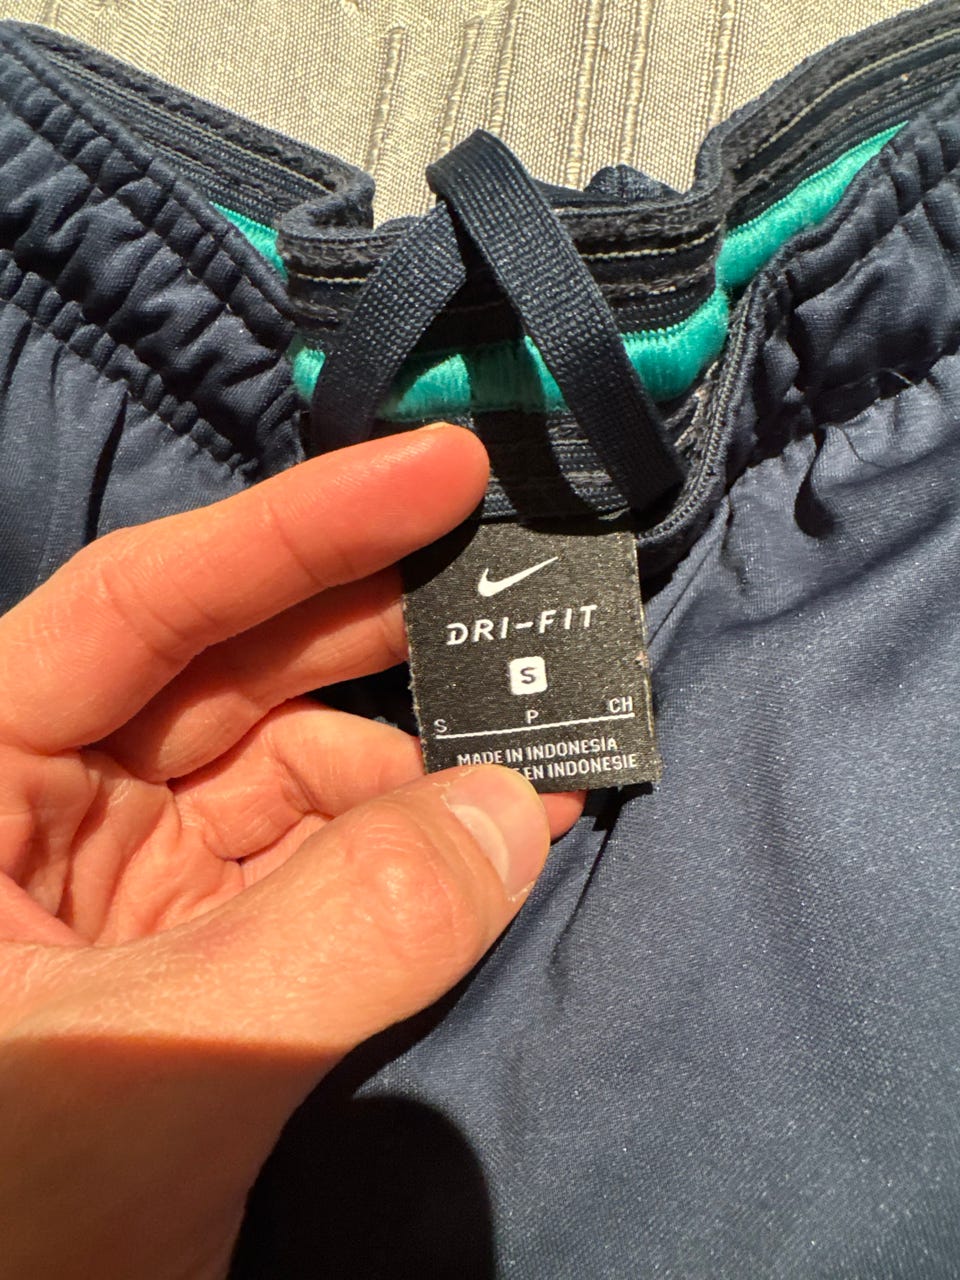 DRI-FIT
S
S P CH
MADE IN INDONESIA
EN INDONESIE